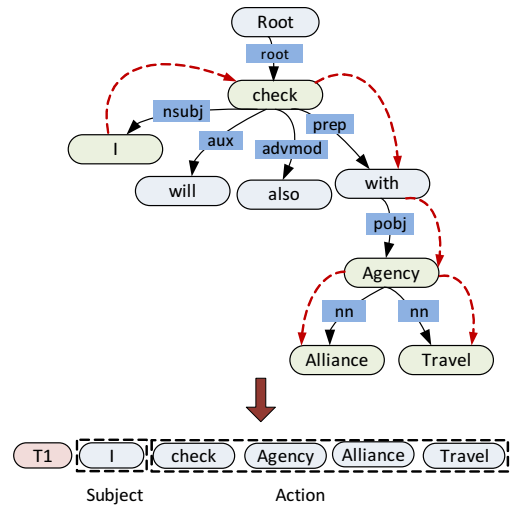 Root
root
check
nsubj
aux
advmod
prep
I
will
also
with
pobj
Agency
nn
nn
Alliance
Travel
T1 I check Agency Alliance Travel
Subject Action